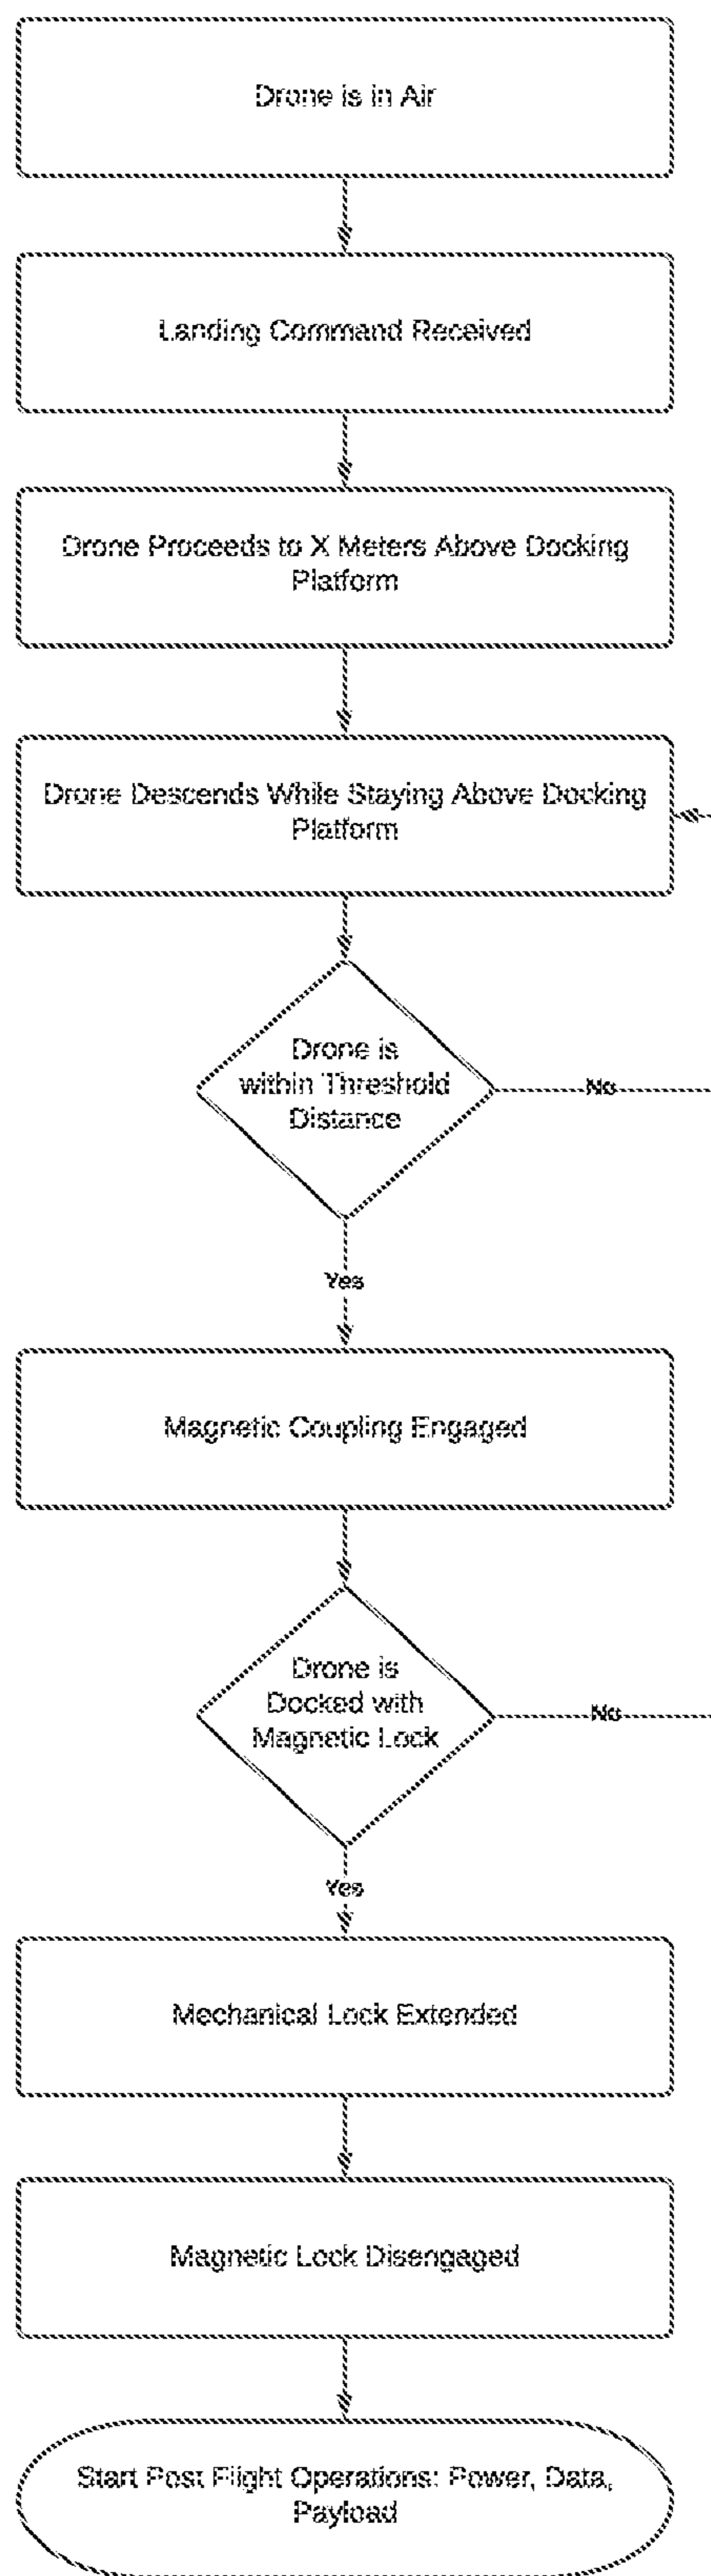 Drone is in Air
Landing Command Received
Drone Proceeds to X Meters Above Docking
Platform
Drone Descends While Staying Above Docking
Platform
Drone is
within Threshold
Distance
No
Yes
Magnetic Coupling Engaged
Drone is
Docked with
Magnetic Lock
No
Yes
Mechanical Lock Extended
Magnetic Lock Disengaged
Start Post Flight Operations: Power, Data,
Payload